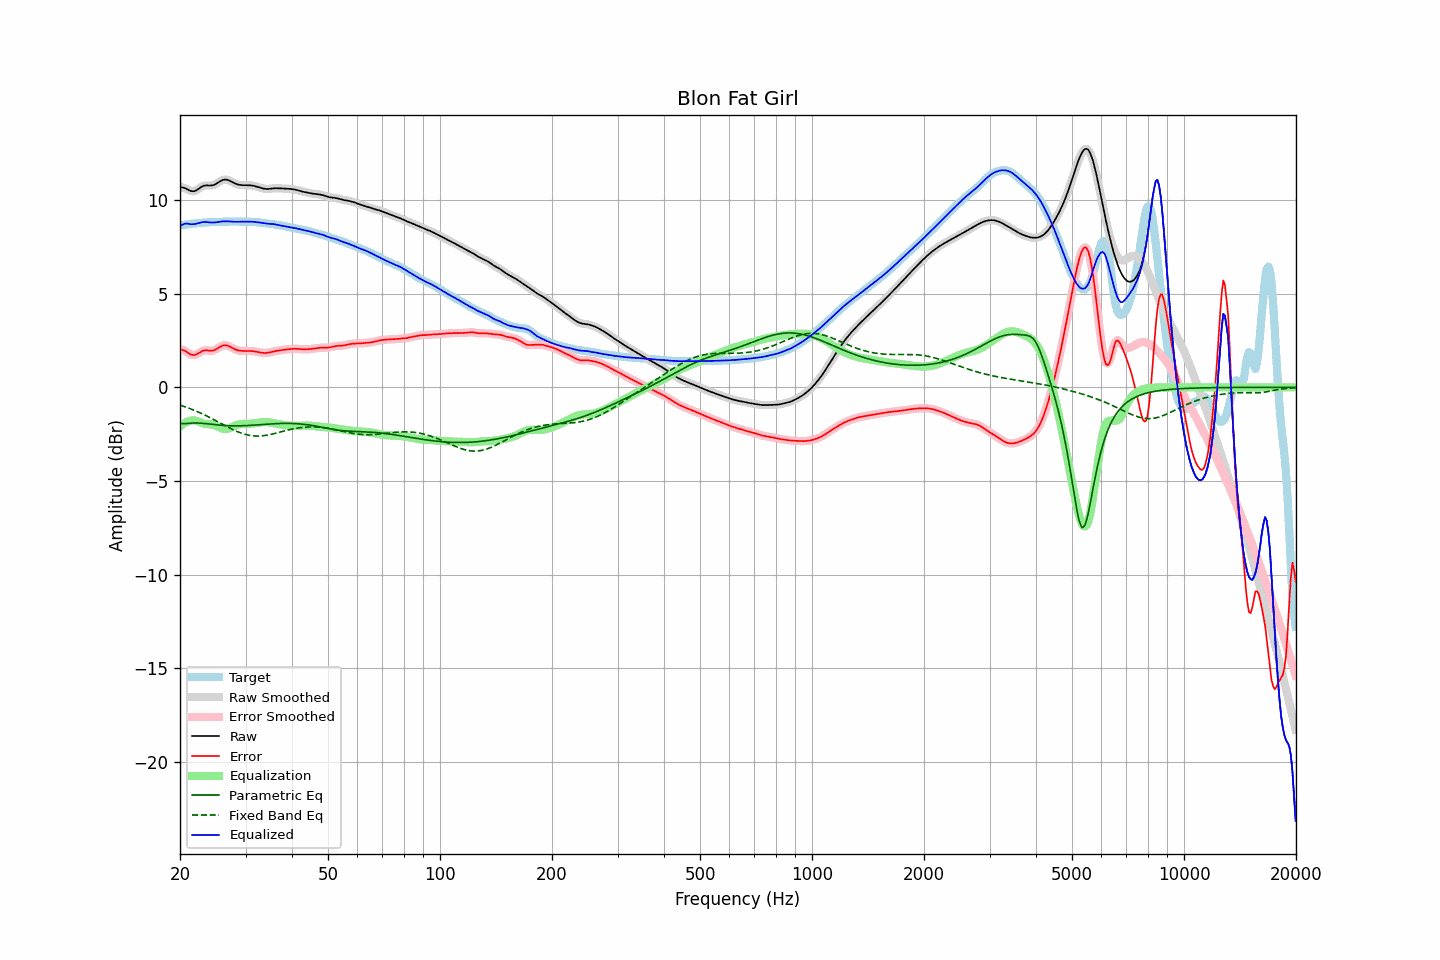 Blon Fat Girl
Amplitude (dBr)
10
5
0
−5
−10
−15
−20
Target
Raw Smoothed
Error Smoothed
Raw
Error
Equalization
Parametric Eq
Fixed Band Eq
Equalized
20 50 100 200 500 1000 2000 5000 10000 20000
Frequency (Hz)